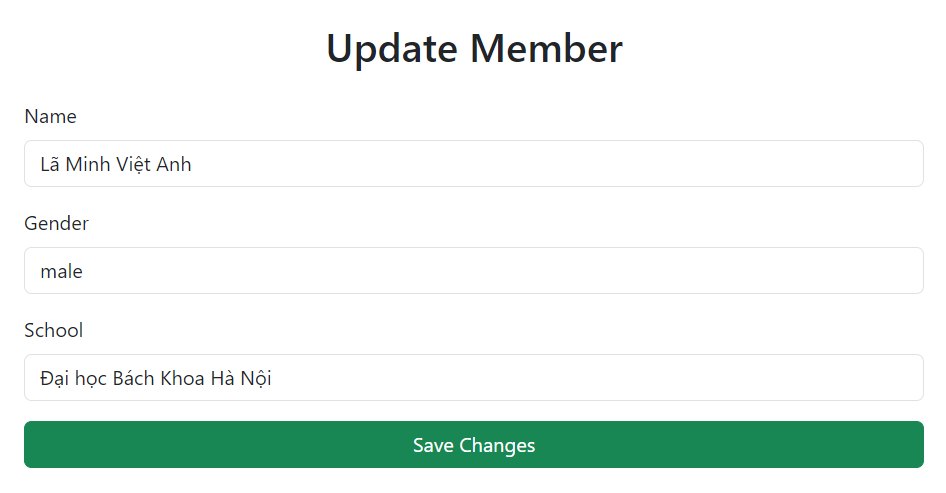 Update Member
Name
Lã Minh Việt Anh
Gender
male
School
Đại học Bách Khoa Hà Nội
Save Changes